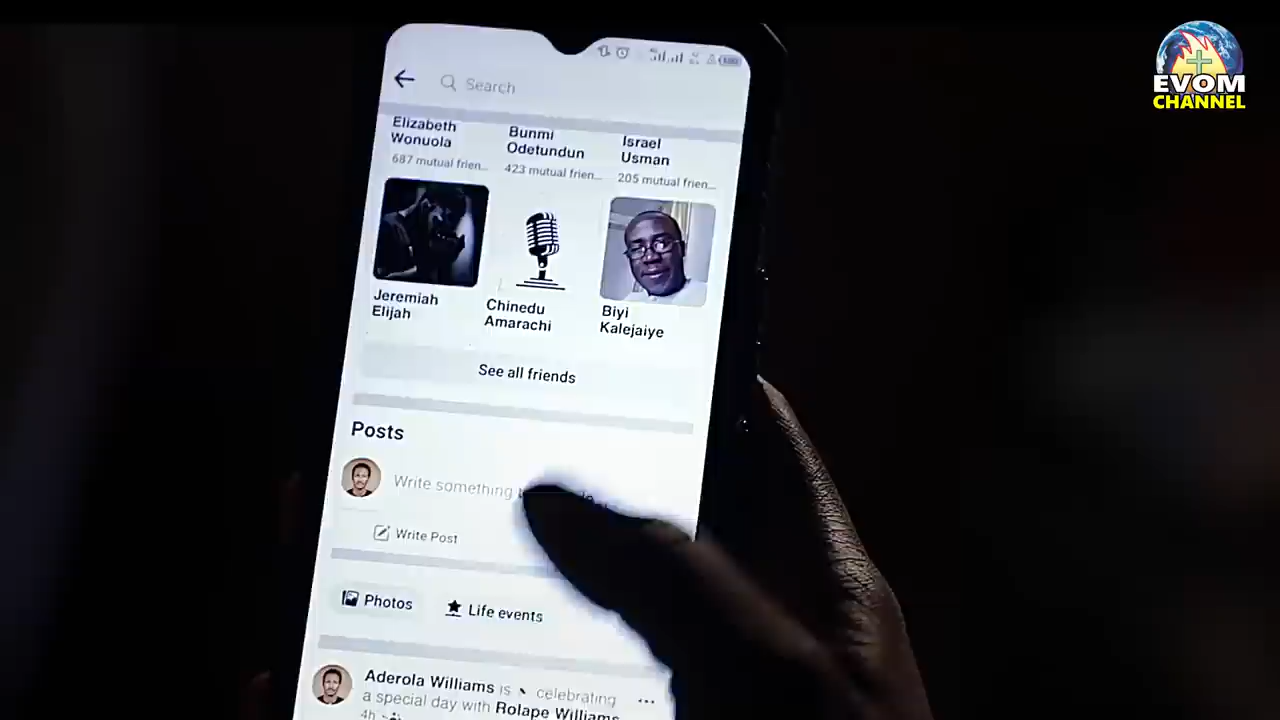 EVOM
CHANNEL
Search
Elizabeth
Wonuola
687 mutual frien...
Bunmi
Odetundun
423 mutual frien...
Israel
Usman
205 mutual frien...
Jeremiah
Elijah
Chinedu
Amarachi
Biyi
Kalejaiye
See all friends
Posts
Write something
Write Post
Photos
Life events
Aderola Williams is celebrating
a special day with Rolape Williams
4h